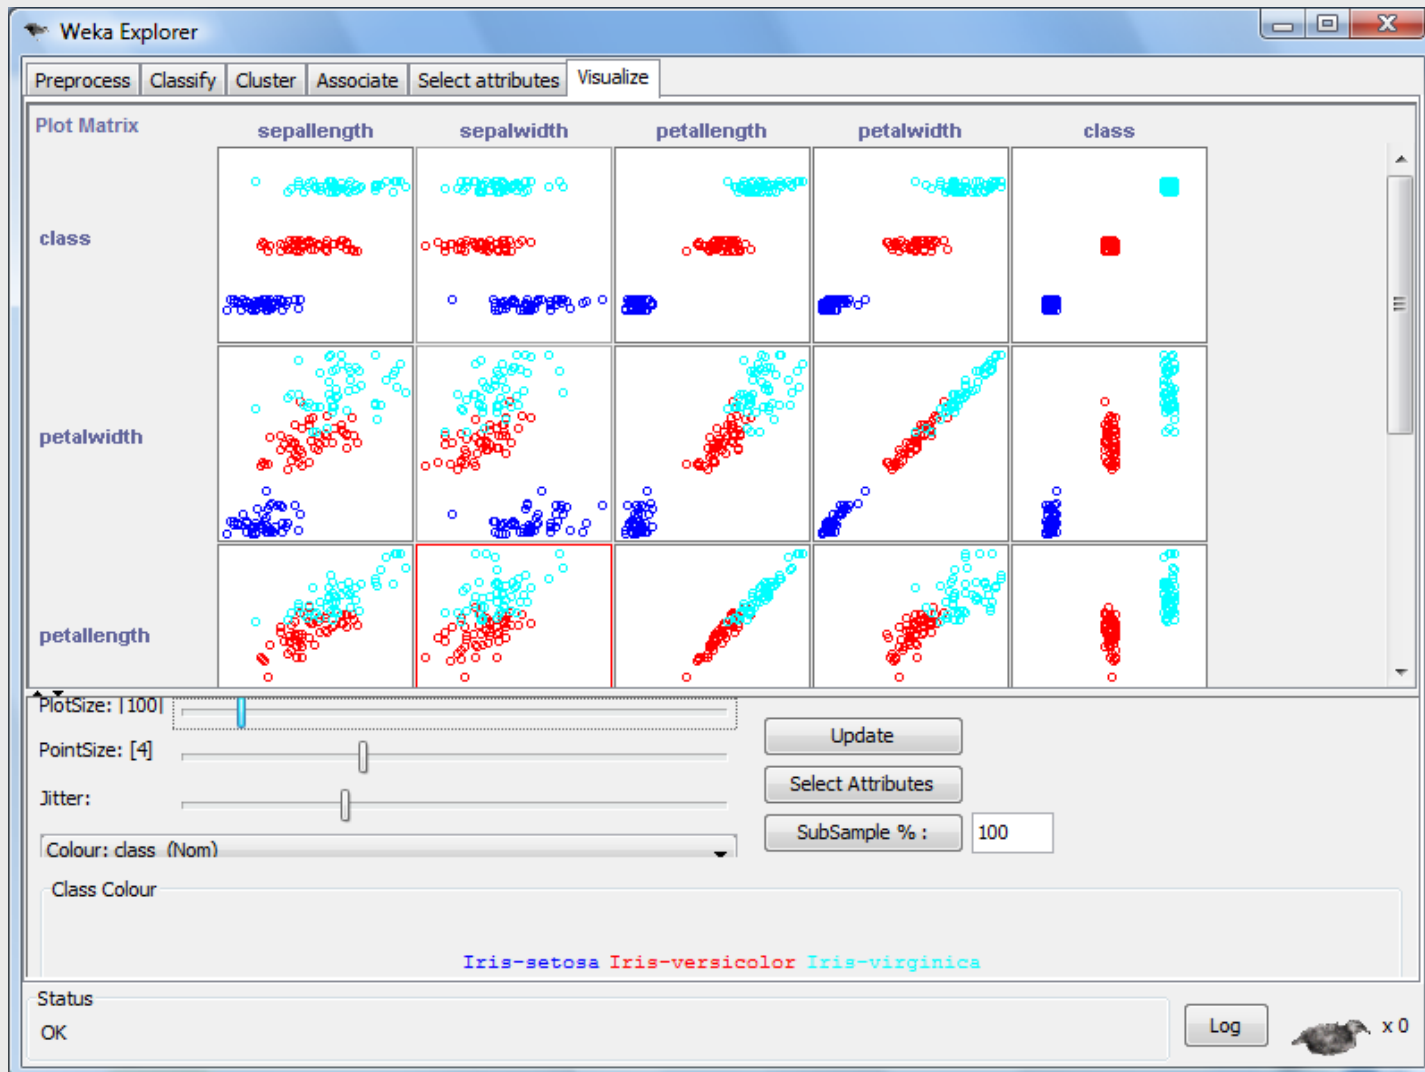 Weka Explorer
Preprocess Classify Cluster Associate Select attributes Visualize
Plot Matrix sepallength sepalwidth petallength petalwidth class
class
petalwidth
petallength
PlotSize: [100]
PointSize: [4]
Jitter:
Colour: class (Nom)
Update
Select Attributes
SubSample % : 100
Class Colour
Iris-setosa Iris-versicolor Iris-virginica
Status
OK
Log x 0